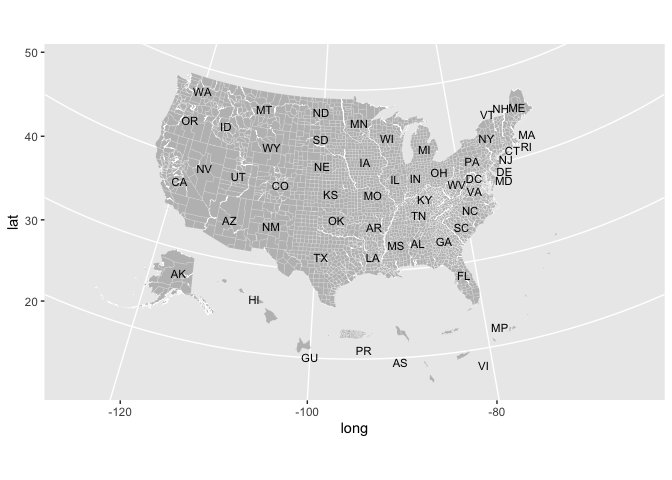 50
40
30
20
lat
WA
MT
ND
MN
VT NH ME
OR
ID
WY
SD
WI
MI
NY
MA
RI
CT
NV
UT
CO
NE
IA
IL
IN
OH
PA
NJ
CA
KS
MO
KY
WV
DC
VA
DE
MD
AZ
NM
OK
AR
TN
NC
SC
TX
LA
MS
AL
GA
FL
AK
HI
GU
PR
AS
VI
MP
-120
-100
-80
long